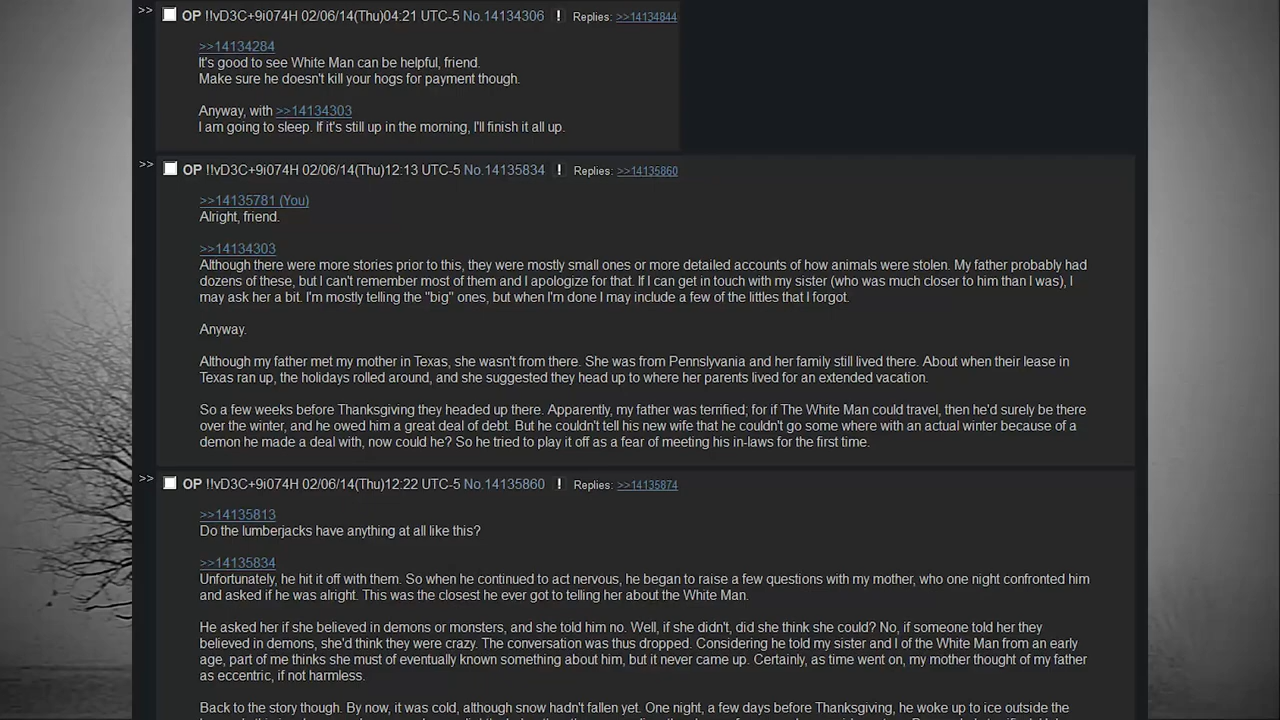 >> OP !!vD3C+9i074H 02/06/14(Thu)04:21 UTC-5 No.14134306 ! Replies: >>14134844
>>14134284
It's good to see White Man can be helpful, friend.
Make sure he doesn't kill your hogs for payment though.
Anyway, with >>14134303
I am going to sleep. If it's still up in the morning, I'll finish it all up.
>> OP !!vD3C+9i074H 02/06/14(Thu)12:13 UTC-5 No.14135834 ! Replies: >>14135860
>>14135781 (You)
Alright, friend.
>>14134303
Although there were more stories prior to this, they were mostly small ones or more detailed accounts of how animals were stolen. My father probably had
dozens of these, but I can't remember most of them and I apologize for that. If I can get in touch with my sister (who was much closer to him than I was), I
may ask her a bit. I'm mostly telling the "big" ones, but when I'm done I may include a few of the littles that I forgot.
Anyway.
Although my father met my mother in Texas, she wasn't from there. She was from Pennslyvania and her family still lived there. About when their lease in
Texas ran up, the holidays rolled around, and she suggested they head up to where her parents lived for an extended vacation.
So a few weeks before Thanksgiving they headed up there. Apparently, my father was terrified; for if The White Man could travel, then he'd surely be there
over the winter, and he owed him a great deal of debt. But he couldn't tell his new wife that he couldn't go some where with an actual winter because of a
demon he made a deal with, now could he? So he tried to play it off as a fear of meeting his in-laws for the first time.
>> OP !!vD3C+9i074H 02/06/14(Thu)12:22 UTC-5 No.14135860 ! Replies: >>14135874
>>14135813
Do the lumberjacks have anything at all like this?
>>14135834
Unfortunately, he hit it off with them. So when he continued to act nervous, he began to raise a few questions with my mother, who one night confronted him
and asked if he was alright. This was the closest he ever got to telling her about the White Man.
He asked her if she believed in demons or monsters, and she told him no. Well, if she didn't, did she think she could? No, if someone told her they
believed in demons, she'd think they were crazy. The conversation was thus dropped. Considering he told my sister and I of the White Man from an early
age, part of me thinks she must of eventually known something about him, but it never came up. Certainly, as time went on, my mother thought of my father
as eccentric, if not harmless.
Back to the story though. By now, it was cold, although snow hadn't fallen yet. One night, a few days before Thanksgiving, he woke up to ice outside the